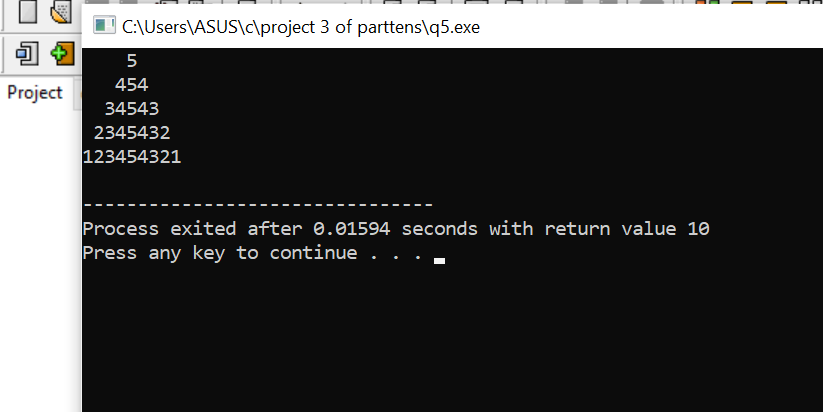 C:\Users\ASUS\c\project 3 of parttens\q5.exe
Project
    5
   454
  34543
 2345432
123454321
--------------------------------
Process exited after 0.01594 seconds with return value 10
Press any key to continue . . .